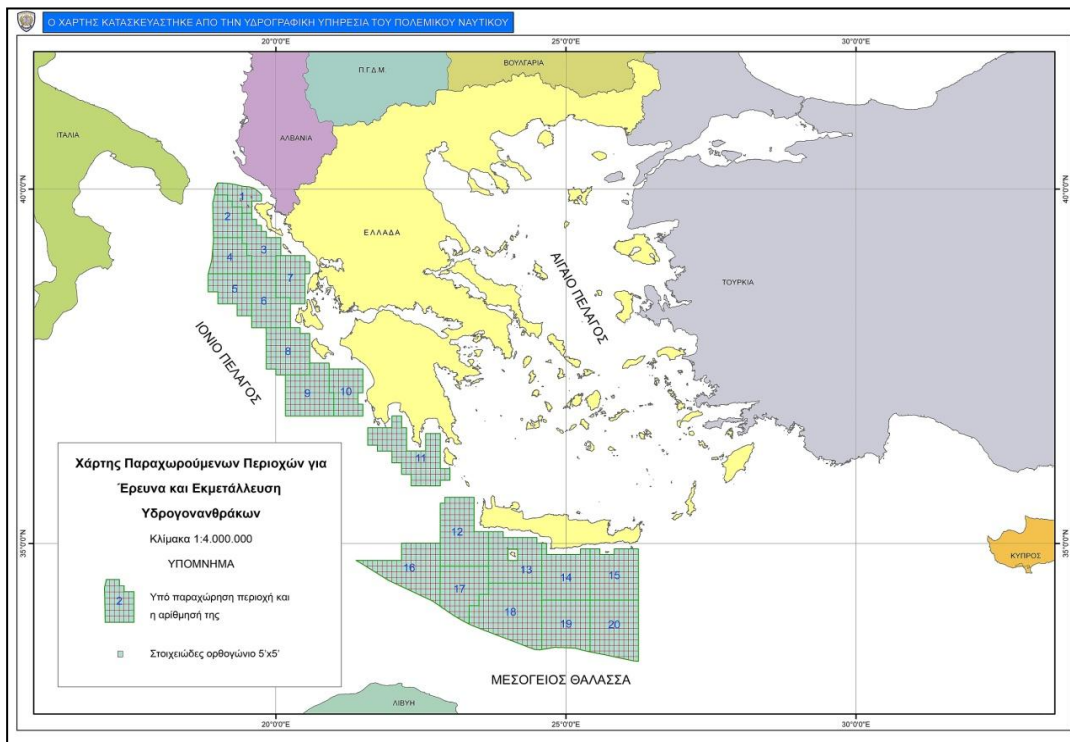 Ο ΧΑΡΤΗΣ ΚΑΤΑΣΚΕΥΑΣΤΗΚΕ ΑΠΟ ΤΗΝ ΥΔΡΟΓΡΑΦΙΚΗ ΥΠΗΡΕΣΙΑ ΤΟΥ ΠΟΛΕΜΙΚΟΥ ΝΑΥΤΙΚΟΥ
20°0'0"E
25°0'0"E
30°0'0"E
ΒΟΥΛΓΑΡΙΑ
Π.Γ.Δ.Μ.
ΙΤΑΛΙΑ
ΑΛΒΑΝΙΑ
40°0'0"N
40°0'0"N
1
2
ΕΛΛΑΔΑ
3
4
7
5
6
ΑΙΓΑΙΟ ΠΕΛΑΓΟΣ
ΤΟΥΡΚΙΑ
ΙΟΝΙΟ ΠΕΛΑΓΟΣ
8
9
10
11
Χάρτης Παραχωρούμενων Περιοχών για
Έρευνα και Εκμετάλλευση
Υδρογονανθράκων
Κλίμακα 1:4.000.000
ΥΠΟΜΝΗΜΑ
2
Υπό παραχώρηση περιοχή και
η αρίθμησή της
Στοιχειώδες ορθογώνιο 5'x5'
12
35°0'0"N
35°0'0"N
ΚΥΠΡΟΣ
16
13
14
15
17
18
19
20
ΜΕΣΟΓΕΙΟΣ ΘΑΛΑΣΣΑ
ΛΙΒΥΗ
20°0'0"E
25°0'0"E
30°0'0"E